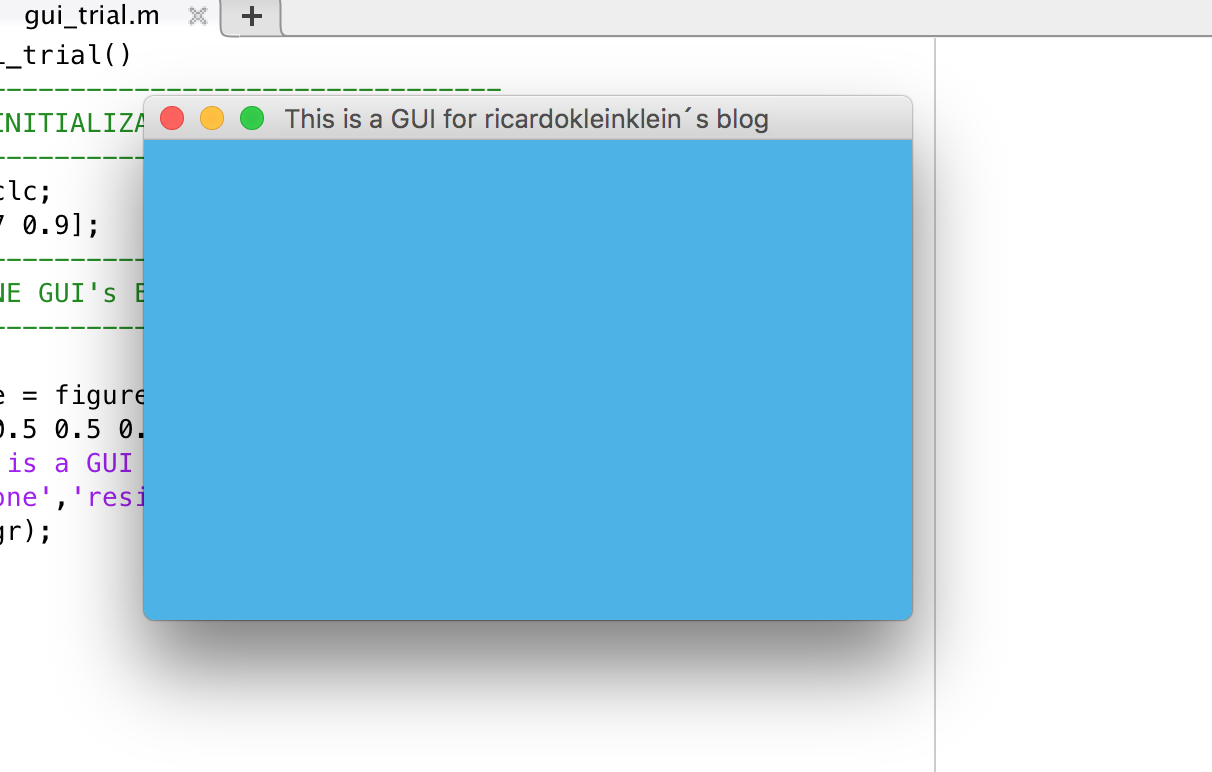 gui_trial.m
_trial()
--------------------------------
INITIALIZA
This is a GUI for ricardokleinklein´s blog
---------
clc;
0.9];
---------
NE GUI's
---------
e = figure
0.5 0.5 0.
is a GUI
one','resi
gr);